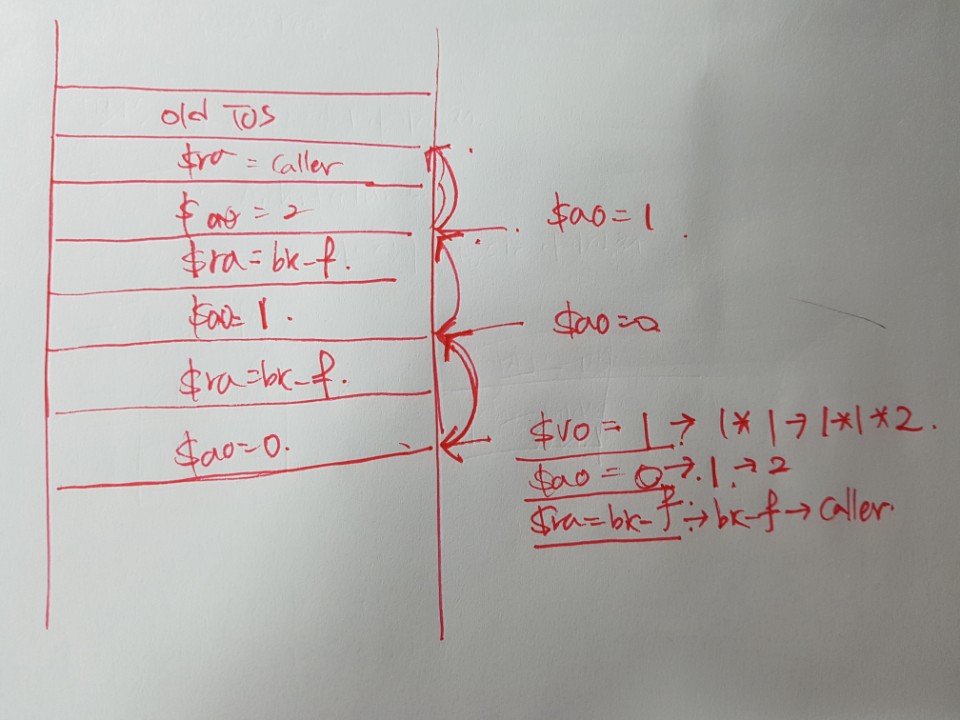 old TOS
$ra = caller
$a0 = 2
$ra = bk-f.
$a0 = 1.
$ra = bk-f.
$a0 = 0.
$a0 = 1.
$a0 = 0
$v0 = 1 → 1*1 → 1*1*2.
$a0 = 0 → 1. → 2
$ra = bk-f → bk-f → caller.